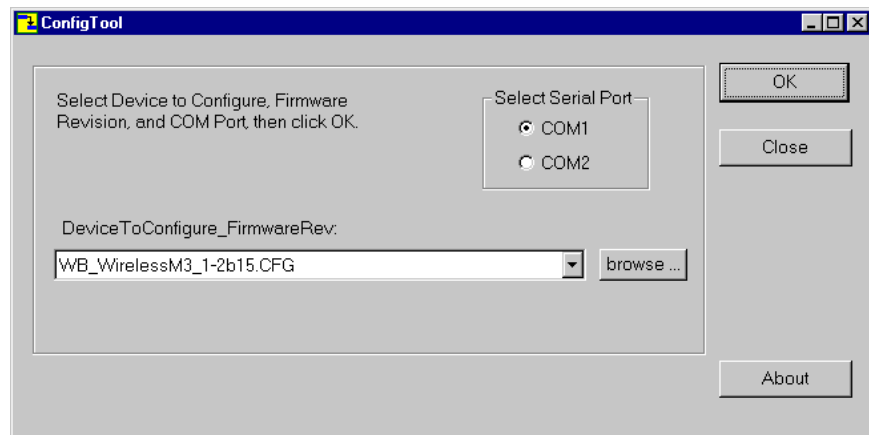 ConfigTool
Select Device to Configure, Firmware
Revision, and COM Port, then click OK.
Select Serial Port
COM1
COM2
OK
Close
DeviceToConfigure_FirmwareRev:
WB_WirelessM3_1-2b15.CFG
browse ...
About